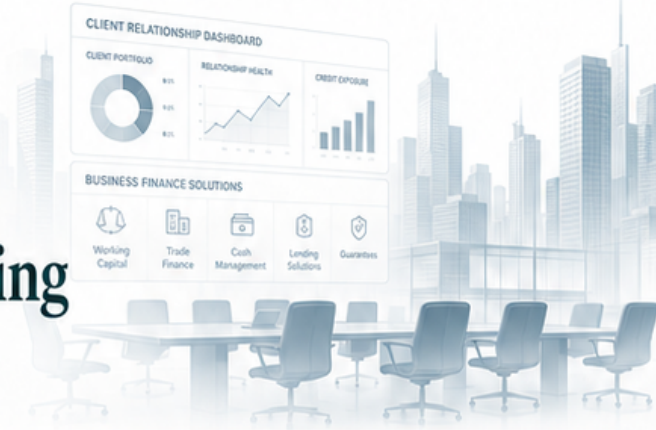 CLIENT RELATIONSHIP DASHBOARD
CLIENT PORTFOLIO
RELATIONSHIP HEALTH
CREDIT EXPOSURE
BUSINESS FINANCE SOLUTIONS
Working
Capital
Trade
Finance
Cash
Management
Lending
Solutions
Guarantees
ing